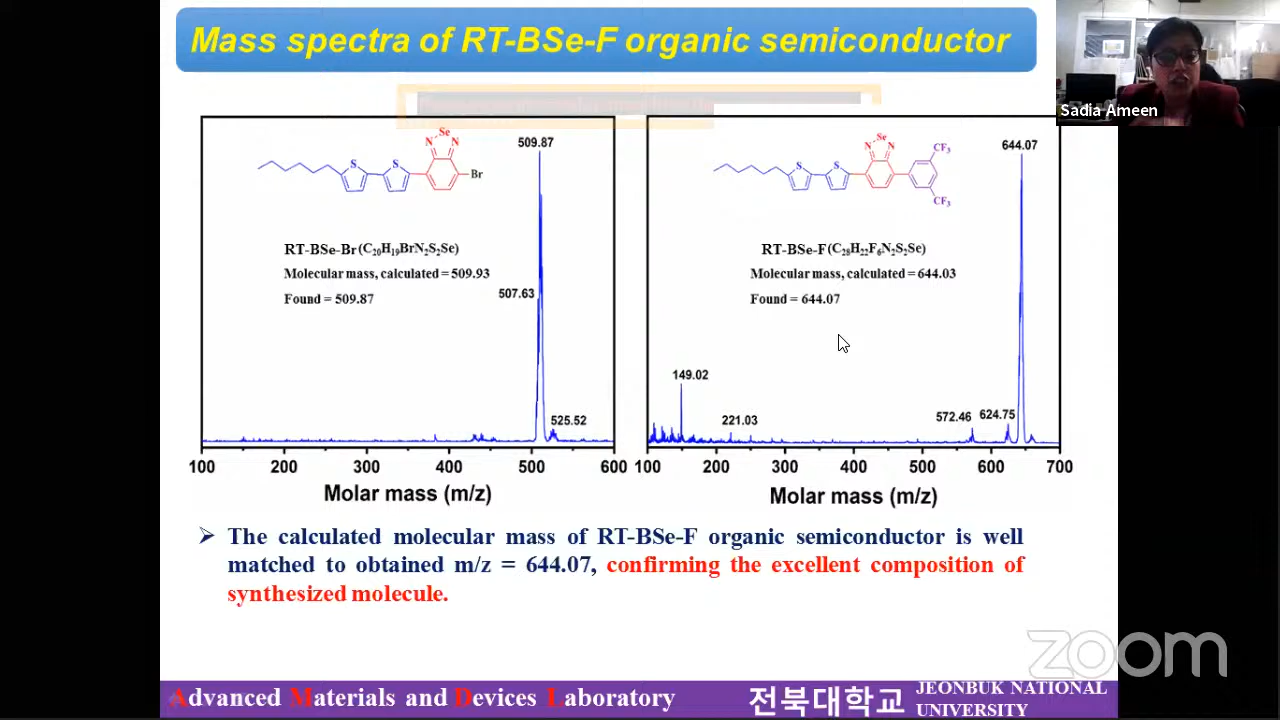 Mass spectra of RT-BSe-F organic semiconductor
Sadia Ameen
509.87
Se
N
N
S
S
Br
RT-BSe-Br (C₂₀H₁₉BrN₂S₂Se)
Molecular mass, calculated = 509.93
507.63
Found = 509.87
525.52
100 200 300 400 500 600
Molar mass (m/z)
644.07
Se
N
N
CF₃
S
S
CF₃
RT-BSe-F (C₂₈H₂₂F₆N₂S₂Se)
Molecular mass, calculated = 644.03
Found = 644.07
149.02
221.03
572.46
624.75
100 200 300 400 500 600 700
Molar mass (m/z)
➢ The calculated molecular mass of RT-BSe-F organic semiconductor is well
matched to obtained m/z = 644.07, confirming the excellent composition of
synthesized molecule.
zoom
Advanced Materials and Devices Laboratory
전북대학교
JEONBUK NATIONAL
UNIVERSITY